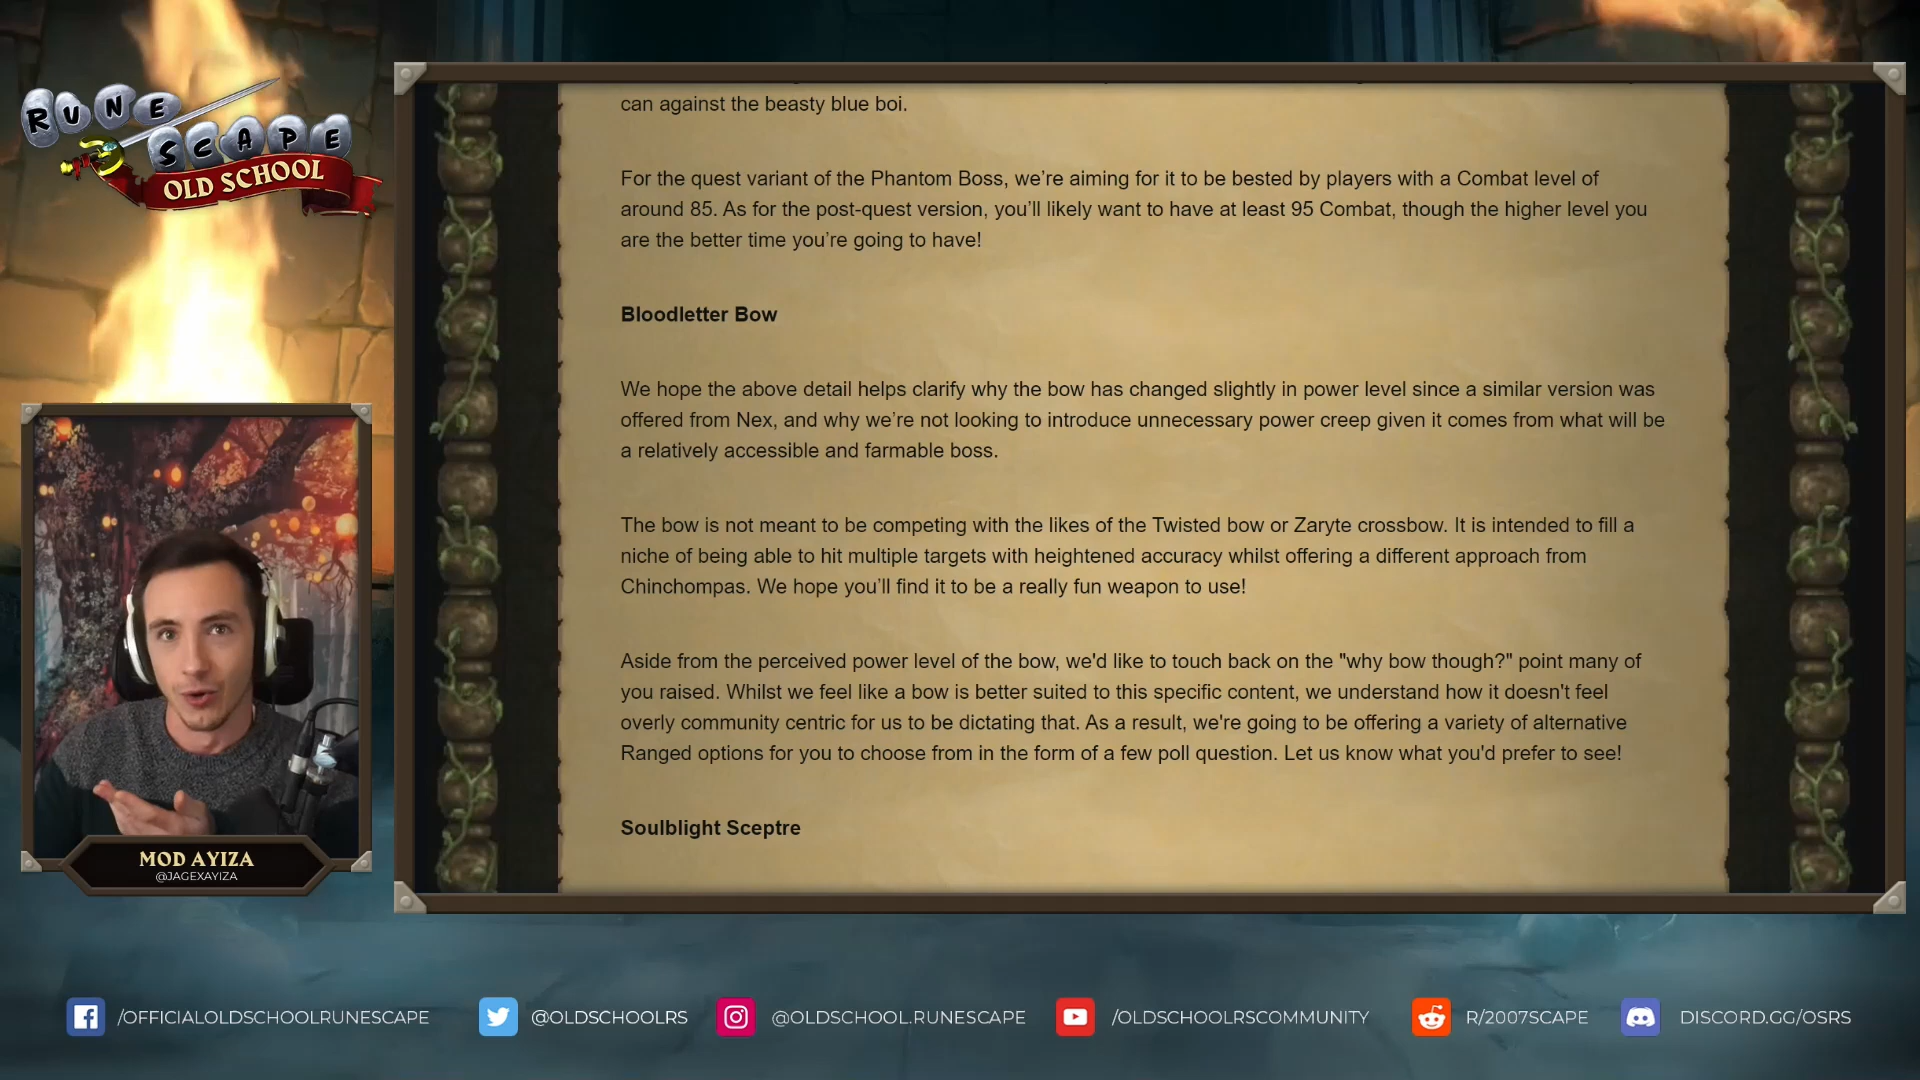 RUNE
SCAPE
OLD SCHOOL
can against the beasty blue boi.
For the quest variant of the Phantom Boss, we’re aiming for it to be bested by players with a Combat level of
around 85. As for the post-quest version, you’ll likely want to have at least 95 Combat, though the higher level you
are the better time you’re going to have!
Bloodletter Bow
We hope the above detail helps clarify why the bow has changed slightly in power level since a similar version was
offered from Nex, and why we’re not looking to introduce unnecessary power creep given it comes from what will be
a relatively accessible and farmable boss.
The bow is not meant to be competing with the likes of the Twisted bow or Zaryte crossbow. It is intended to fill a
niche of being able to hit multiple targets with heightened accuracy whilst offering a different approach from
Chinchompas. We hope you’ll find it to be a really fun weapon to use!
Aside from the perceived power level of the bow, we'd like to touch back on the "why bow though?" point many of
you raised. Whilst we feel like a bow is better suited to this specific content, we understand how it doesn't feel
overly community centric for us to be dictating that. As a result, we're going to be offering a variety of alternative
Ranged options for you to choose from in the form of a few poll question. Let us know what you'd prefer to see!
Soulblight Sceptre
MOD AYIZA
@JAGEXAYIZA
/OFFICIALOLDSCHOOLRUNESCAPE
@OLDSCHOOLRS
@OLDSCHOOL.RUNESCAPE
/OLDSCHOOLRSCOMMUNITY
R/2007SCAPE
DISCORD.GG/OSRS